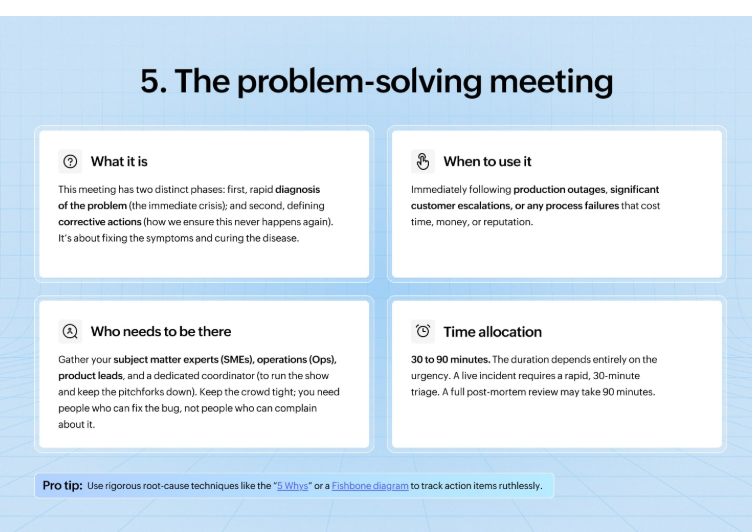 5. The problem-solving meeting
What it is
This meeting has two distinct phases: first, rapid diagnosis
of the problem (the immediate crisis); and second, defining
corrective actions (how we ensure this never happens again).
It's about fixing the symptoms and curing the disease.
When to use it
Immediately following production outages, significant
customer escalations, or any process failures that cost
time, money, or reputation.
Who needs to be there
Gather your subject matter experts (SMEs), operations (Ops),
product leads, and a dedicated coordinator (to run the show
and keep the pitchforks down). Keep the crowd tight; you need
people who can fix the bug, not people who can complain
about it.
Time allocation
30 to 90 minutes. The duration depends entirely on the
urgency. A live incident requires a rapid, 30-minute
triage. A full post-mortem review may take 90 minutes.
Pro tip: Use rigorous root-cause techniques like the "5 Whys" or a Fishbone diagram to track action items ruthlessly.